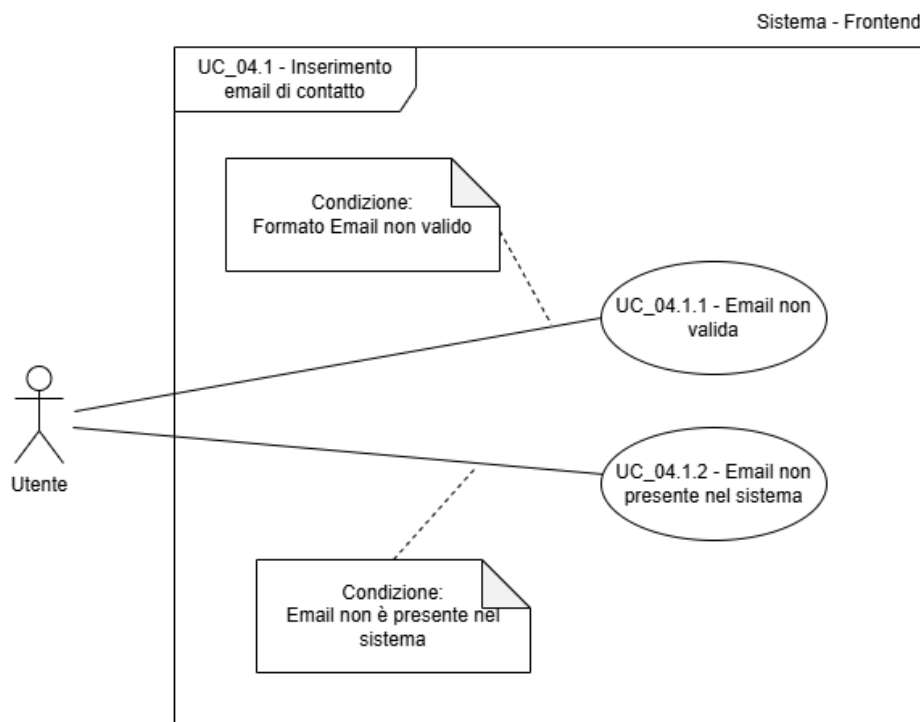 Sistema - Frontend
UC_04.1 - Inserimento
email di contatto
Condizione:
Formato Email non valido
UC_04.1.1 - Email non
valida
Utente
UC_04.1.2 - Email non
presente nel sistema
Condizione:
Email non è presente nel
sistema